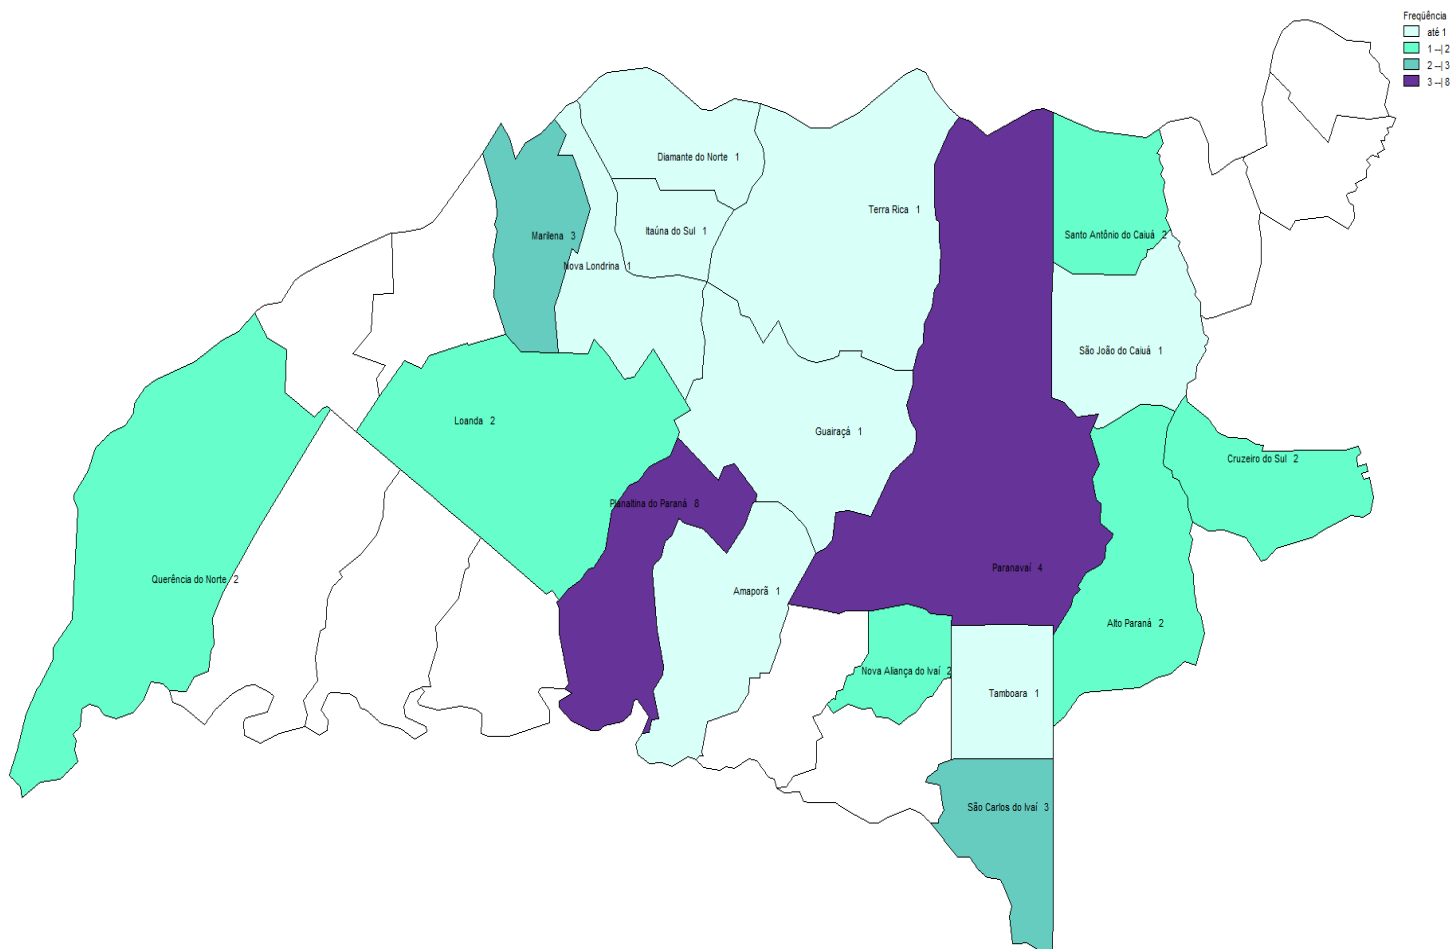 Freqüência
até 1
1 --| 2
2 --| 3
3 --| 8
Diamante do Norte 1
Terra Rica 1
Itaúna do Sul 1
Marilena 3
Santo Antônio do Caiuá 2
Nova Londrina 1
São João do Caiuá 1
Loanda 2
Guairaçá 1
Cruzeiro do Sul 2
Planaltina do Paraná 8
Paranavaí 4
Querência do Norte 2
Amaporã 1
Alto Paraná 2
Nova Aliança do Ivaí 2
Tamboara 1
São Carlos do Ivaí 3